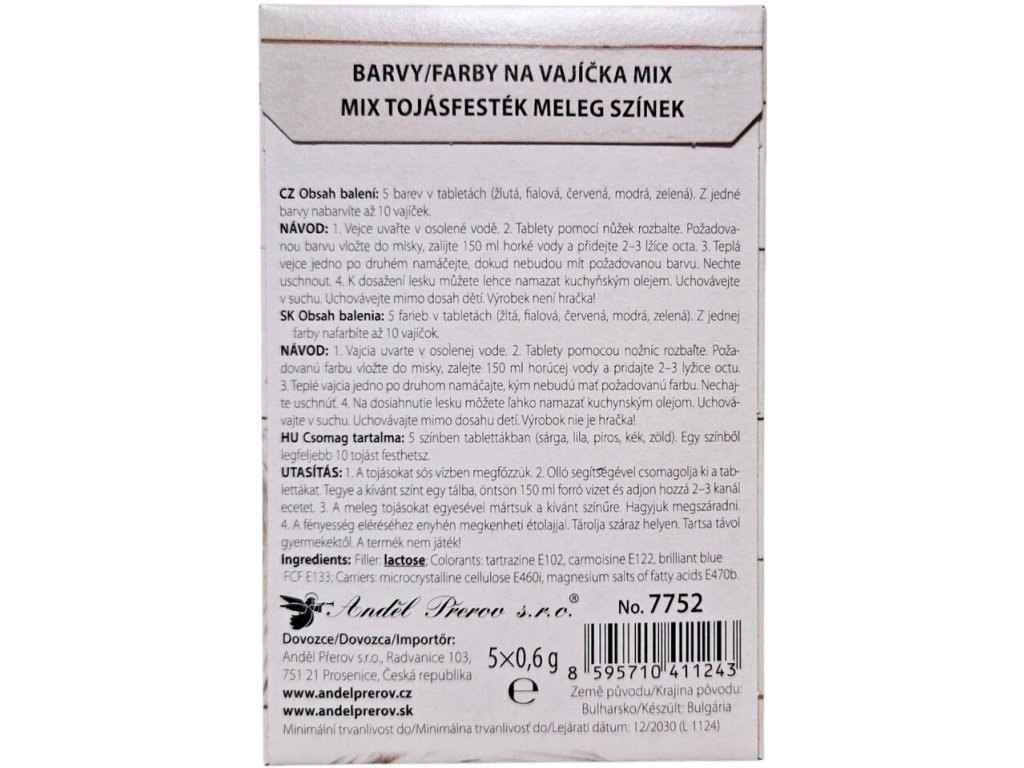 BARVY/FARBY NA VAJÍČKA MIX
MIX TOJÁSFESTÉK MELEG SZÍNEK
CZ Obsah balení: 5 barev v tabletách (žlutá, fialová, červená, modrá, zelená). Z jedné
barvy nabarvíte až 10 vajíček.
NÁVOD: 1. Vejce uvařte v osolené vodě. 2. Tablety pomocí nůžek rozbalte. Požadova-
nou barvu vložte do misky, zalijte 150 ml horké vody a přidejte 2–3 lžíce octa. 3. Teplá
vejce jedno po druhém namáčejte, dokud nebudou mít požadovanou barvu. Nechte
uschnout. 4. K dosažení lesku můžete lehce namazat kuchyňským olejem. Uchovávejte
v suchu. Uchovávejte mimo dosah dětí. Výrobek není hračka!
SK Obsah balenia: 5 farieb v tabletách (žltá, fialová, červená, modrá, zelená). Z jednej
farby nafarbíte až 10 vajíčok.
NÁVOD: 1. Vajcia uvarte v osolenej vode. 2. Tablety pomocou nožníc rozbaľte. Poža-
dovanú farbu vložte do misky, zalejte 150 ml horúcej vody a pridajte 2–3 lyžice octu.
3. Teplé vajcia jedno po druhom namáčajte, kým nebudú mať požadovanú farbu. Nechaj-
te uschnúť. 4. Na dosiahnutie lesku môžete ľahko namazať kuchynským olejom. Uchová-
vajte v suchu. Uchovávajte mimo dosahu detí. Výrobok nie je hračka!
HU Csomag tartalma: 5 színben tablettákban (sárga, lila, piros, kék, zöld). Egy színből
legfeljebb 10 tojást festhetsz.
UTASÍTÁS: 1. A tojásokat sós vízben megfőzzük. 2. Olló segítségével csomagolja ki a tab-
lettákat. Tegye a kívánt színt egy tálba, öntsön 150 ml forró vizet és adjon hozzá 2–3 kanál
ecetet. 3. A meleg tojásokat egyesével mártsuk a kívánt színűre. Hagyjuk megszáradni.
4. A fényesség eléréséhez enyhén megkenheti étolajjal. Tárolja száraz helyen. Tartsa távol
gyermekektől. A termék nem játék!
Ingredients: Filler: lactose; Colorants: tartrazine E102, carmoisine E122, brilliant blue
FCF E133; Carriers: microcrystalline cellulose E460i, magnesium salts of fatty acids E470b.
Anděl Přerov s.r.o.®
No. 7752
Dovozce/Dovozca/Importőr:
Anděl Přerov s.r.o., Radvanice 103,
751 21 Prosenice, Česká republika
www.andelprerov.cz
www.andelprerov.sk
5×0,6 g
℮
8 595710 411243
Země původu/Krajina pôvodu:
Bulharsko/Készült: Bulgária
Minimální trvanlivost do/Minimálna trvanlivosť do/Lejárati dátum: 12/2030 (L 1124)